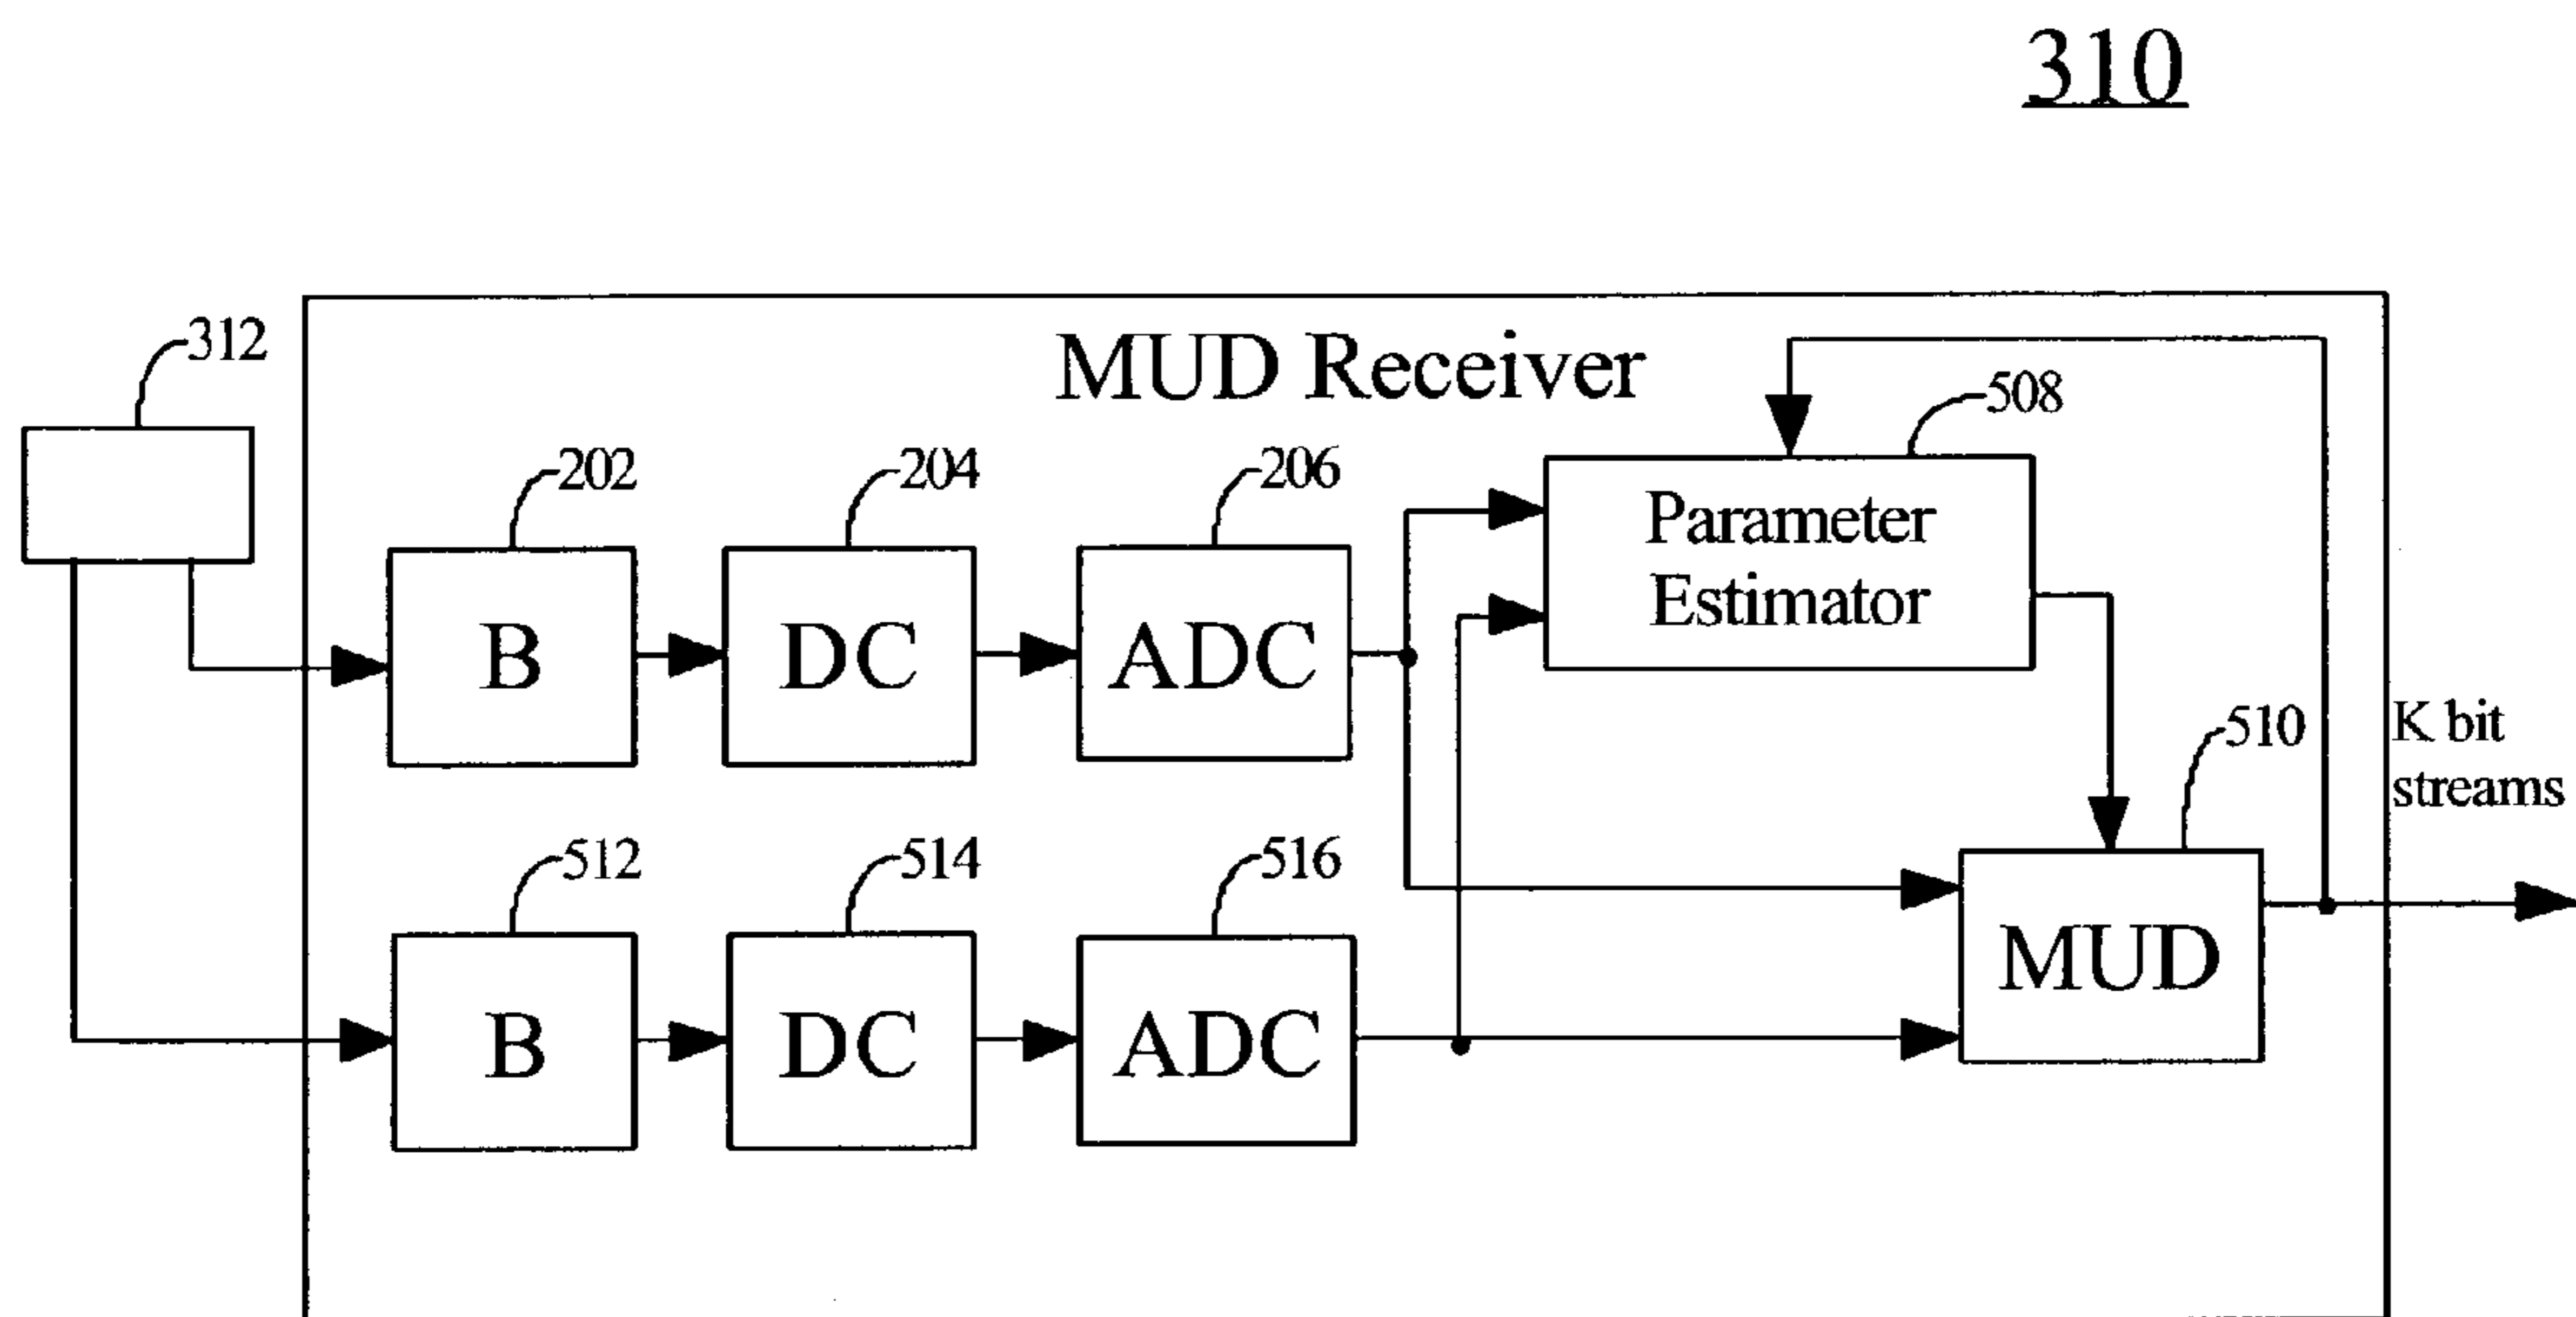 310
MUD Receiver
312
508
202
204
206
Parameter
Estimator
B
DC
ADC
K bit
streams
510
512
514
516
MUD
B
DC
ADC